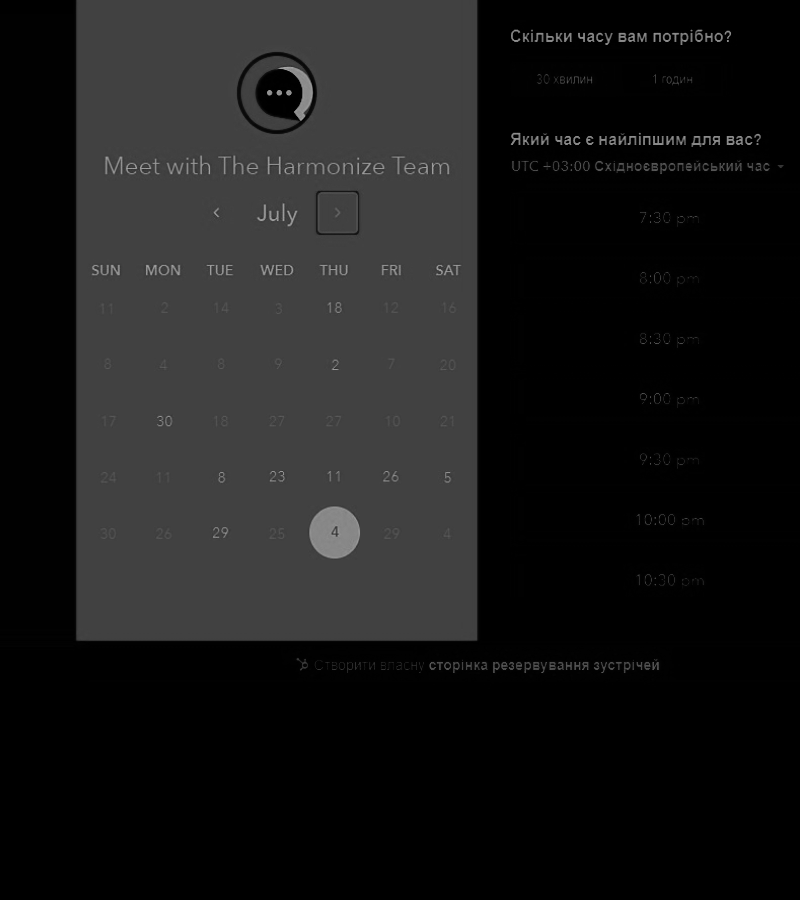 Meet with The Harmonize Team
July
SUN MON TUE WED THU FRI SAT
11 2 14 3 18 12 16
8 4 8 9 2 7 20
17 30 18 27 27 10 21
24 11 8 23 11 26 5
30 26 29 25 4 29 4
Скільки часу вам потрібно?
30 хвилин 1 годин
Який час є найліпшим для вас?
UTC +03:00 Східноєвропейський час
7:30 pm
8:00 pm
8:30 pm
9:00 pm
9:30 pm
10:00 pm
10:30 pm
Створити власну сторінка резервування зустрічей